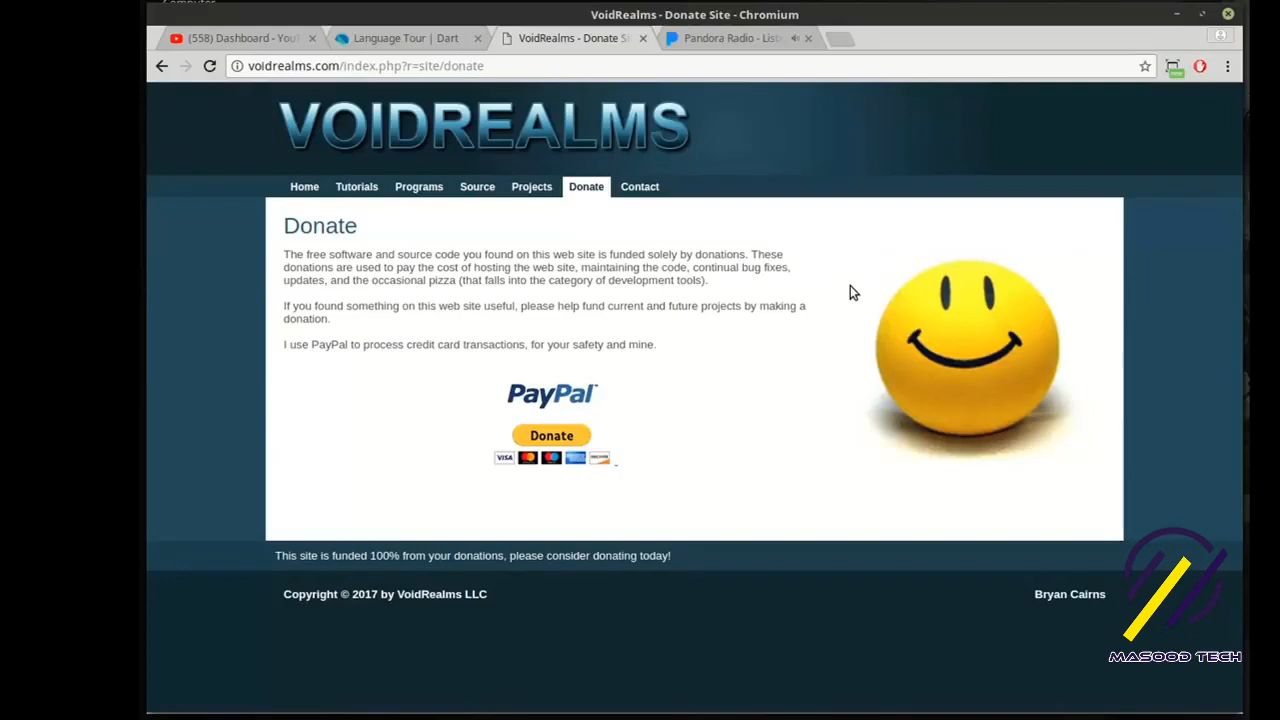 VoidRealms - Donate Site - Chromium
(558) Dashboard - You
Language Tour | Dart
VoidRealms - Donate Si
Pandora Radio - List
voidrealms.com/index.php?r=site/donate
VOIDREALMS
Home Tutorials Programs Source Projects Donate Contact
Donate
The free software and source code you found on this web site is funded solely by donations. These
donations are used to pay the cost of hosting the web site, maintaining the code, continual bug fixes,
updates, and the occasional pizza (that falls into the category of development tools).
If you found something on this web site useful, please help fund current and future projects by making a
donation.
I use PayPal to process credit card transactions, for your safety and mine.
PayPal
Donate
VISA
This site is funded 100% from your donations, please consider donating today!
Copyright © 2017 by VoidRealms LLC
Bryan Cairns
MASOOD TECH